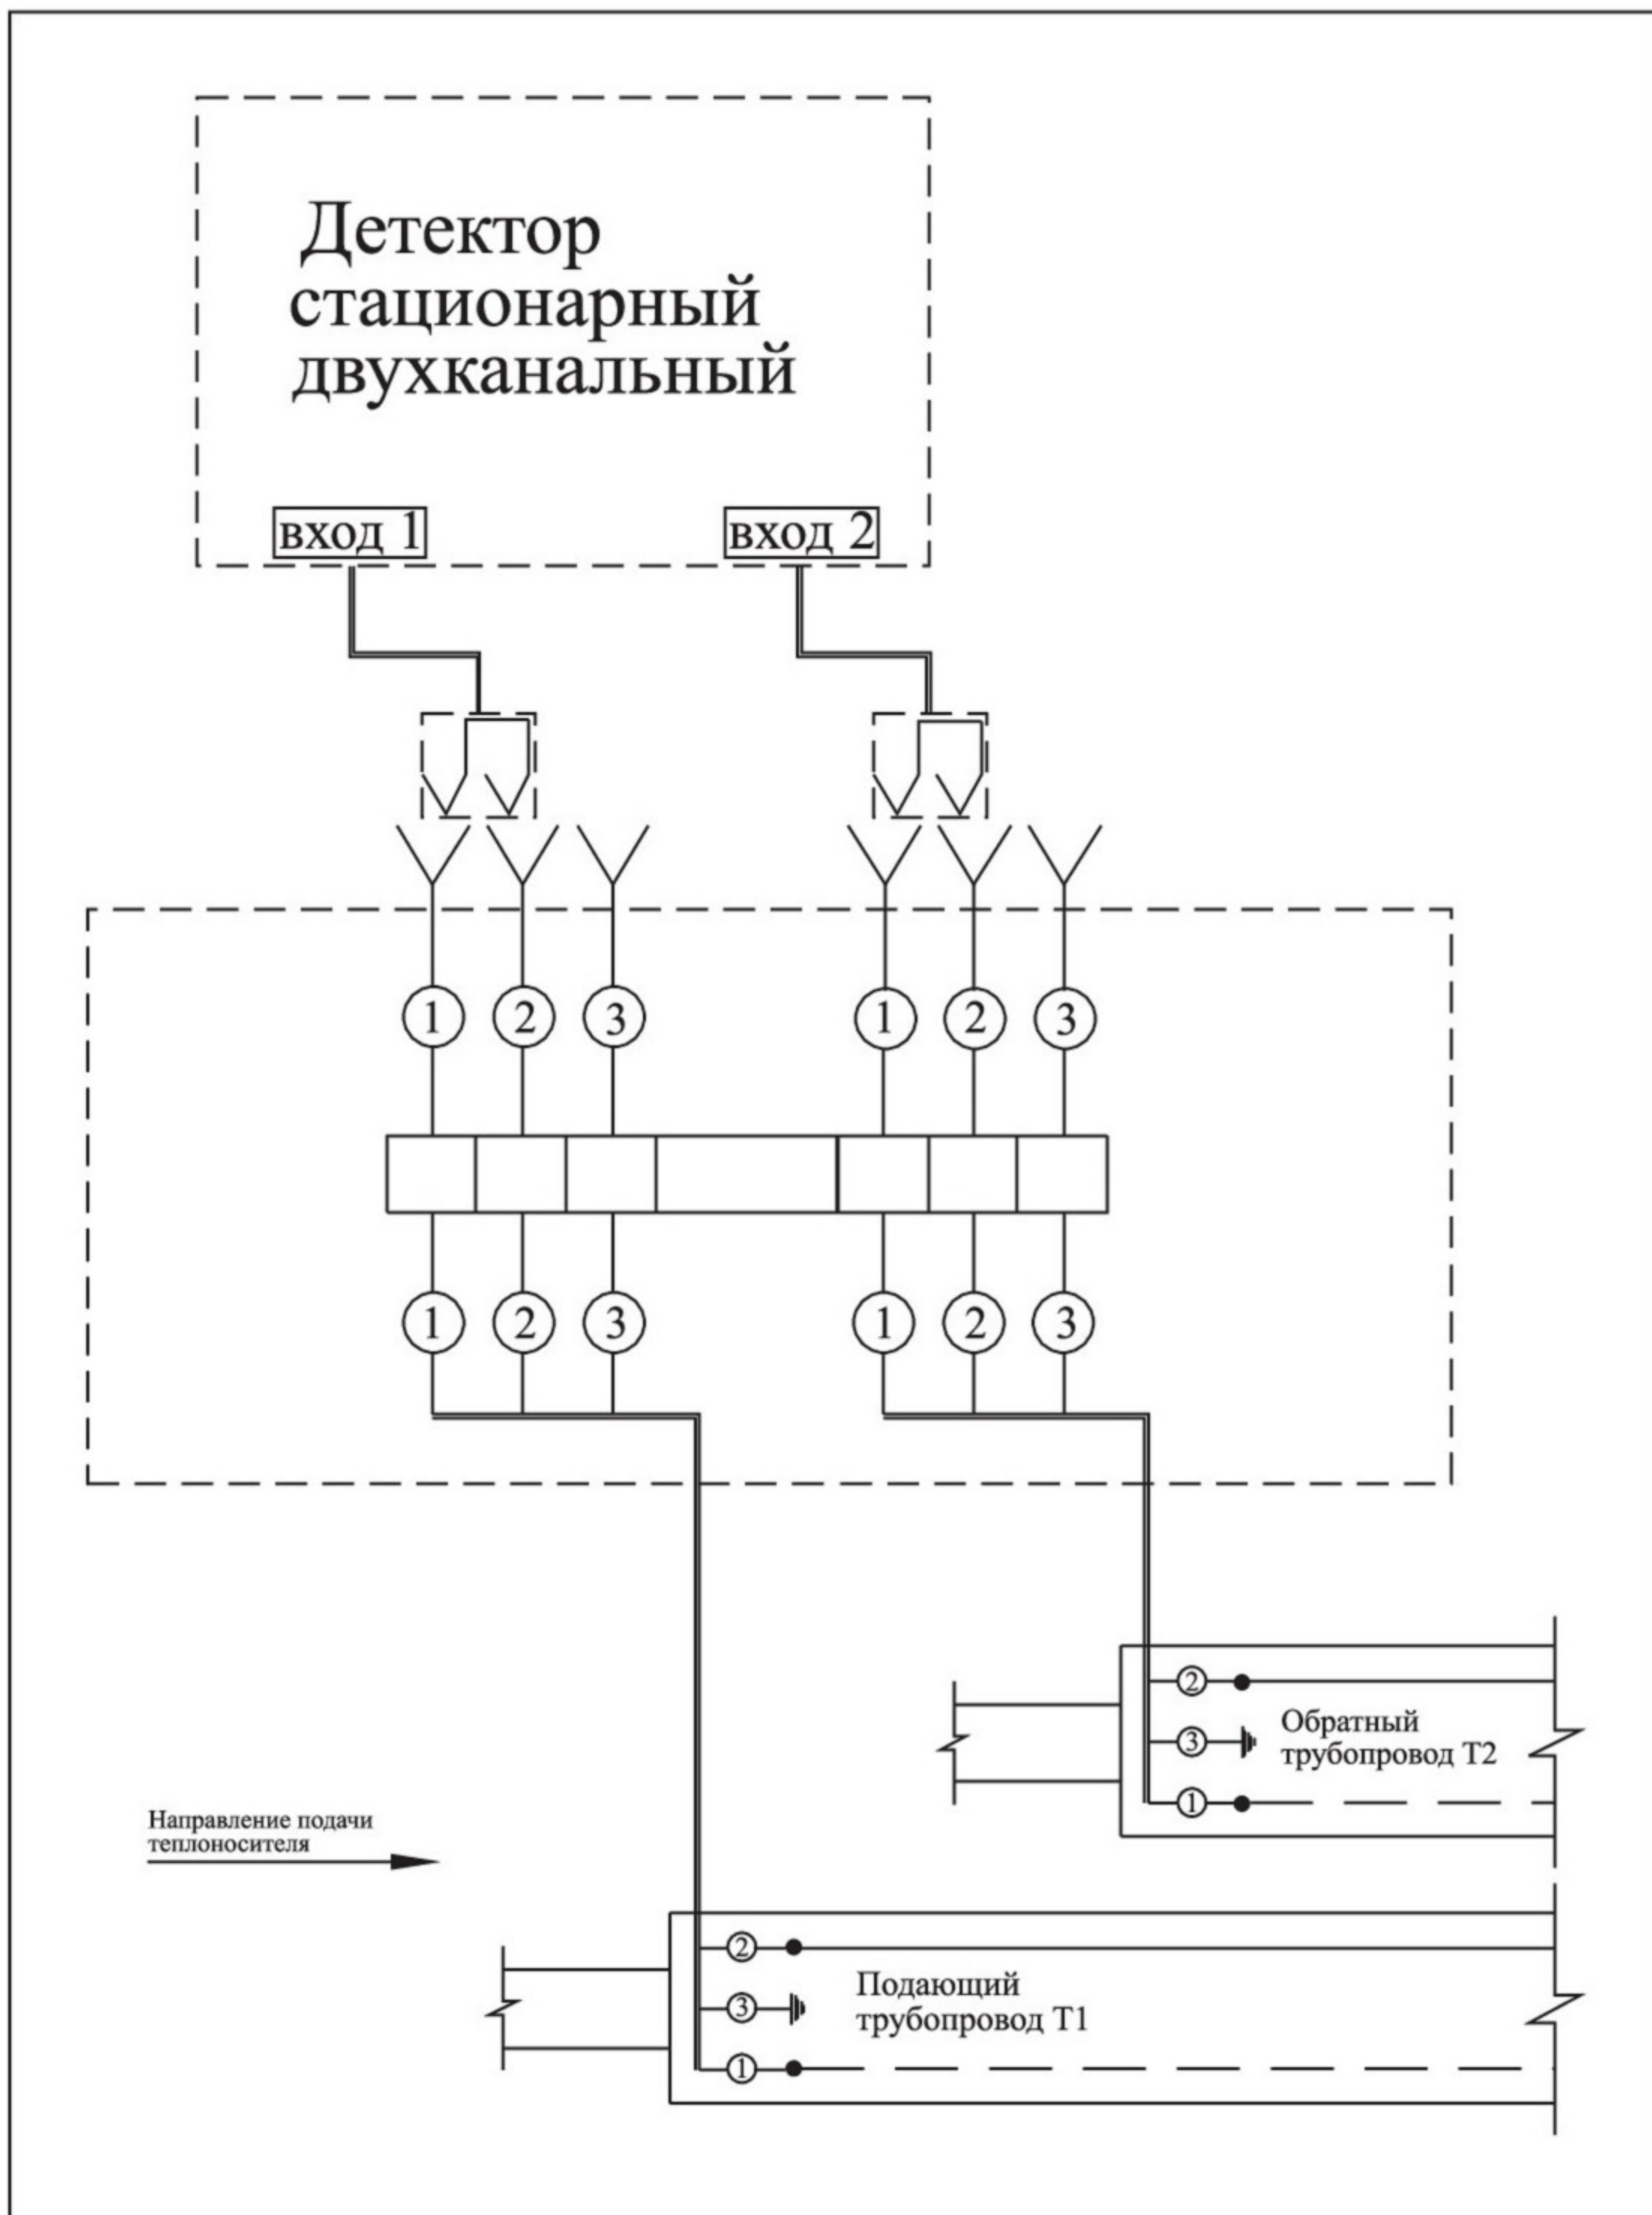 Детектор
стационарный
двухканальный
вход 1 вход 2
1 2 3 1 2 3
1 2 3 1 2 3
2
3
1
Обратный
трубопровод Т2
Направление подачи
теплоносителя
2
3
1
Подающий
трубопровод Т1